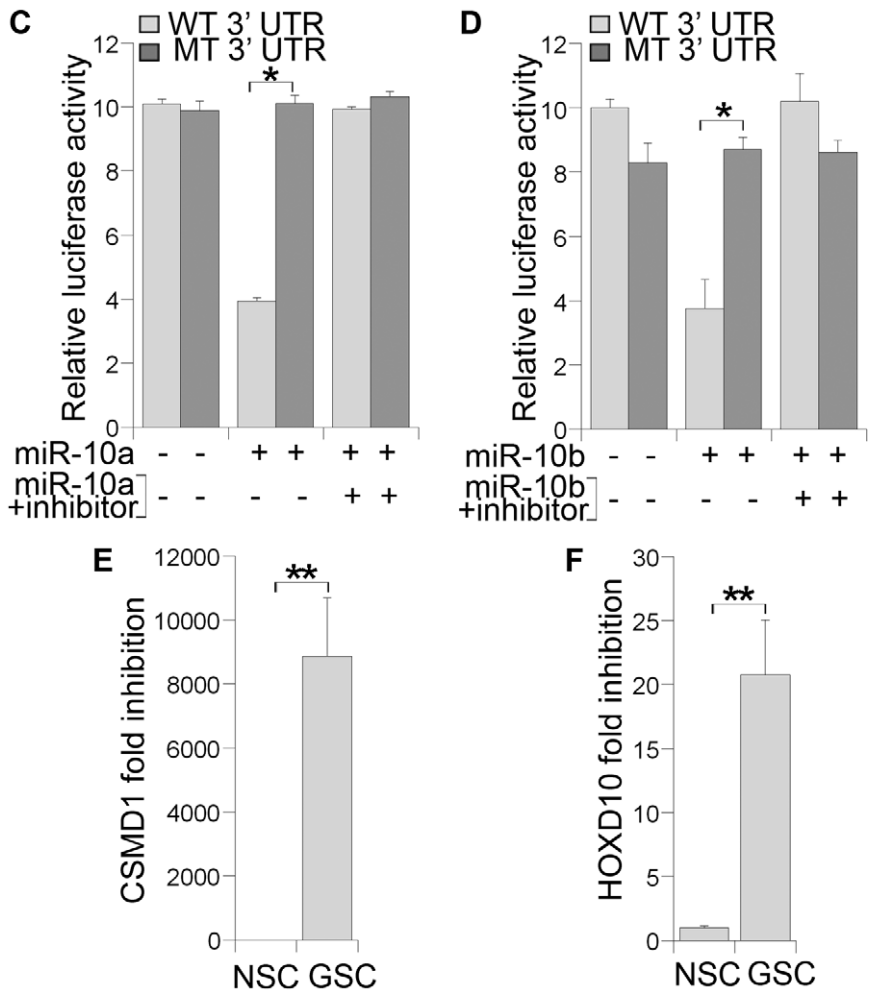 C
WT 3' UTR
MT 3' UTR
Relative luciferase activity
12
10
8
6
4
2
0
*
miR-10a - - + + + +
miR-10a
+inhibitor - - - - + +
D
WT 3' UTR
MT 3' UTR
Relative luciferase activity
12
10
8
6
4
2
0
*
miR-10b - - + + + +
miR-10b
+inhibitor - - - - + +
E
CSMD1 fold inhibition
12000
10000
8000
6000
4000
2000
0
**
NSC GSC
F
HOXD10 fold inhibition
30
25
20
15
10
5
0
**
NSC GSC